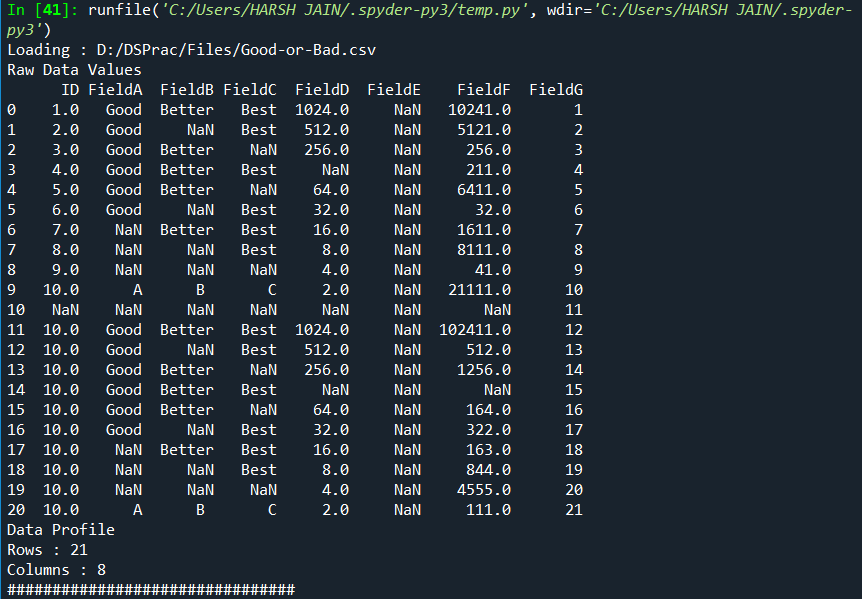 In [41]: runfile('C:/Users/HARSH JAIN/.spyder-py3/temp.py', wdir='C:/Users/HARSH JAIN/.spyder-
py3')
Loading : D:/DSPrac/Files/Good-or-Bad.csv
Raw Data Values
      ID FieldA  FieldB FieldC  FieldD  FieldE    FieldF  FieldG
0    1.0   Good  Better   Best  1024.0     NaN   10241.0       1
1    2.0   Good     NaN   Best   512.0     NaN    5121.0       2
2    3.0   Good  Better    NaN   256.0     NaN     256.0       3
3    4.0   Good  Better   Best     NaN     NaN     211.0       4
4    5.0   Good  Better    NaN    64.0     NaN    6411.0       5
5    6.0   Good     NaN   Best    32.0     NaN      32.0       6
6    7.0    NaN  Better   Best    16.0     NaN    1611.0       7
7    8.0    NaN     NaN   Best     8.0     NaN    8111.0       8
8    9.0    NaN     NaN    NaN     4.0     NaN      41.0       9
9   10.0      A       B      C     2.0     NaN   21111.0      10
10   NaN    NaN     NaN    NaN     NaN     NaN       NaN      11
11  10.0   Good  Better   Best  1024.0     NaN  102411.0      12
12  10.0   Good     NaN   Best   512.0     NaN     512.0      13
13  10.0   Good  Better    NaN   256.0     NaN    1256.0      14
14  10.0   Good  Better   Best     NaN     NaN       NaN      15
15  10.0   Good  Better    NaN    64.0     NaN     164.0      16
16  10.0   Good     NaN   Best    32.0     NaN     322.0      17
17  10.0    NaN  Better   Best    16.0     NaN     163.0      18
18  10.0    NaN     NaN   Best     8.0     NaN     844.0      19
19  10.0    NaN     NaN    NaN     4.0     NaN    4555.0      20
20  10.0      A       B      C     2.0     NaN     111.0      21
Data Profile
Rows : 21
Columns : 8
################################